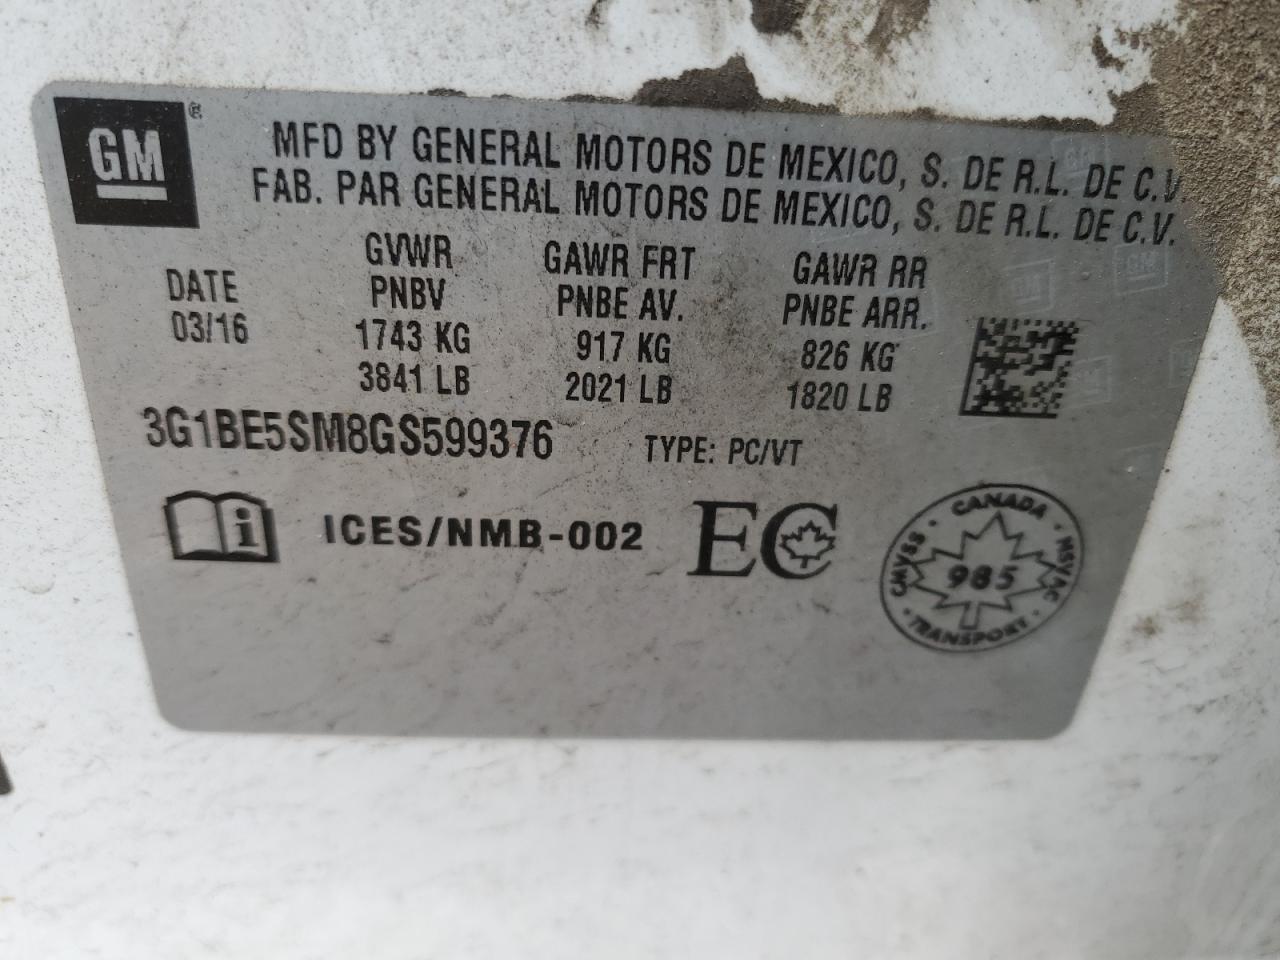 GM®
MFD BY GENERAL MOTORS DE MEXICO, S. DE R.L. DE C.V.
FAB. PAR GENERAL MOTORS DE MEXICO, S. DE R.L. DE C.V.
DATE
03/16
GVWR
PNBV
1743 KG
3841 LB
GAWR FRT
PNBE AV.
917 KG
2021 LB
GAWR RR
PNBE ARR.
826 KG
1820 LB
3G1BE5SM8GS599376 TYPE: PC/VT
i ICES/NMB-002 EC
CANADA
CMVSS 985 NSVAC
TRANSPORT